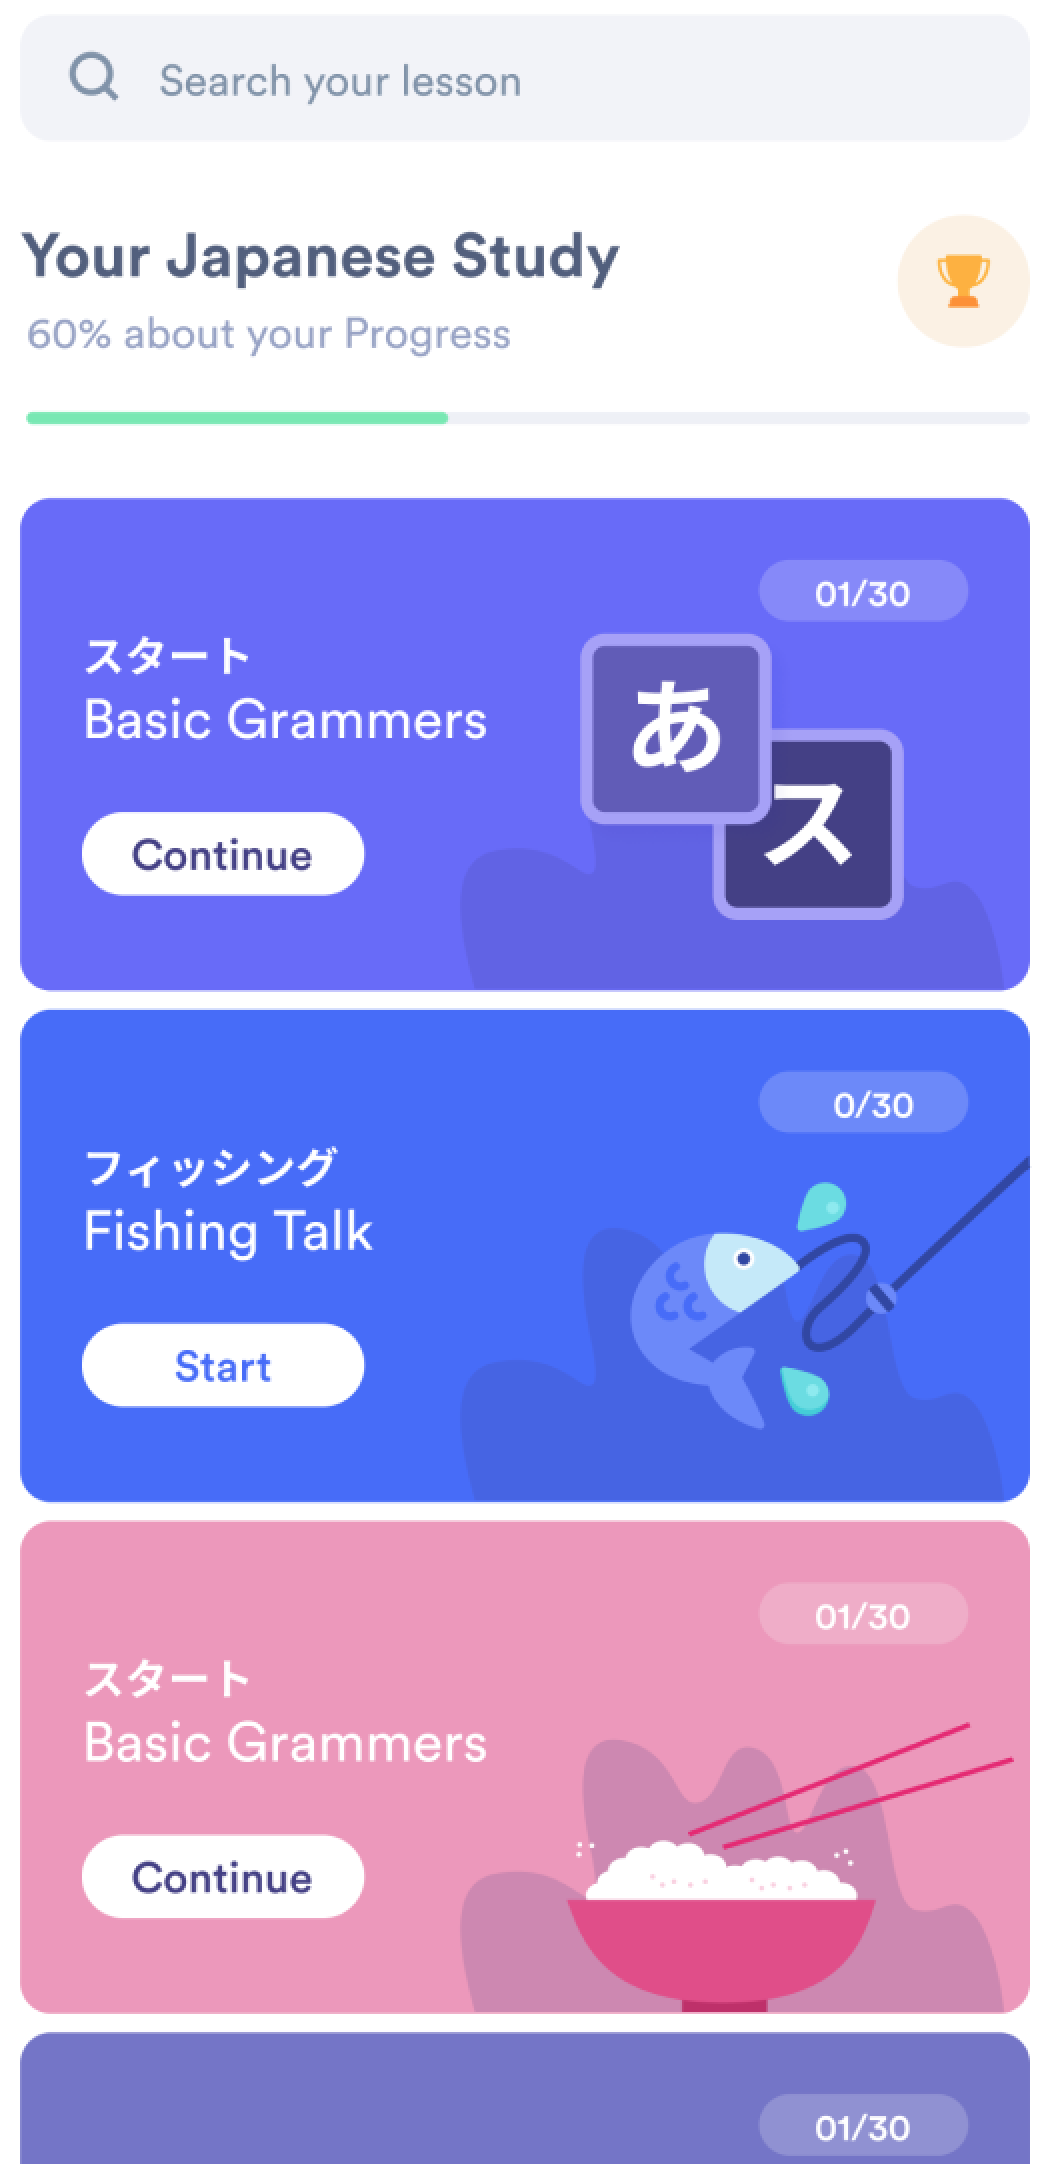 Search your lesson
Your Japanese Study
60% about your Progress
01/30
スタート
Basic Grammers
あ
ス
Continue
0/30
フィッシング
Fishing Talk
Start
01/30
スタート
Basic Grammers
Continue
01/30